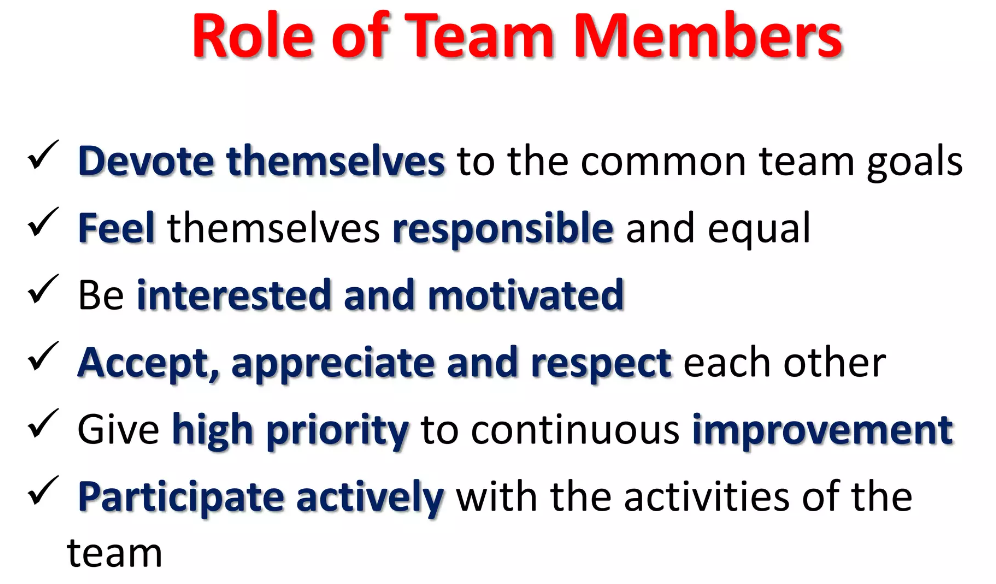 Role of Team Members
✓ Devote themselves to the common team goals
✓ Feel themselves responsible and equal
✓ Be interested and motivated
✓ Accept, appreciate and respect each other
✓ Give high priority to continuous improvement
✓ Participate actively with the activities of the
team